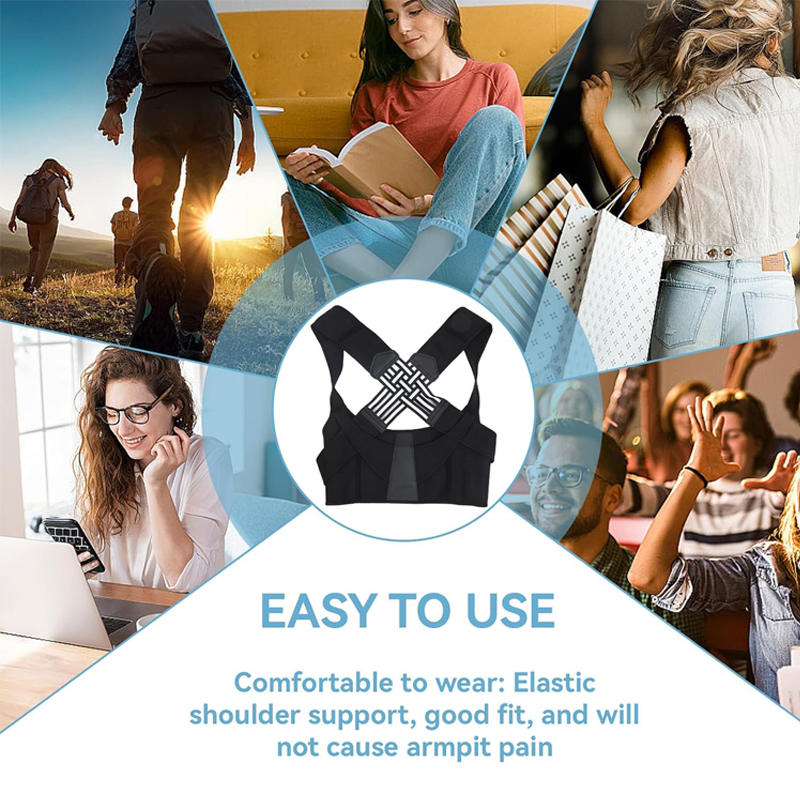 EASY TO USE
Comfortable to wear: Elastic
shoulder support, good fit, and will
not cause armpit pain